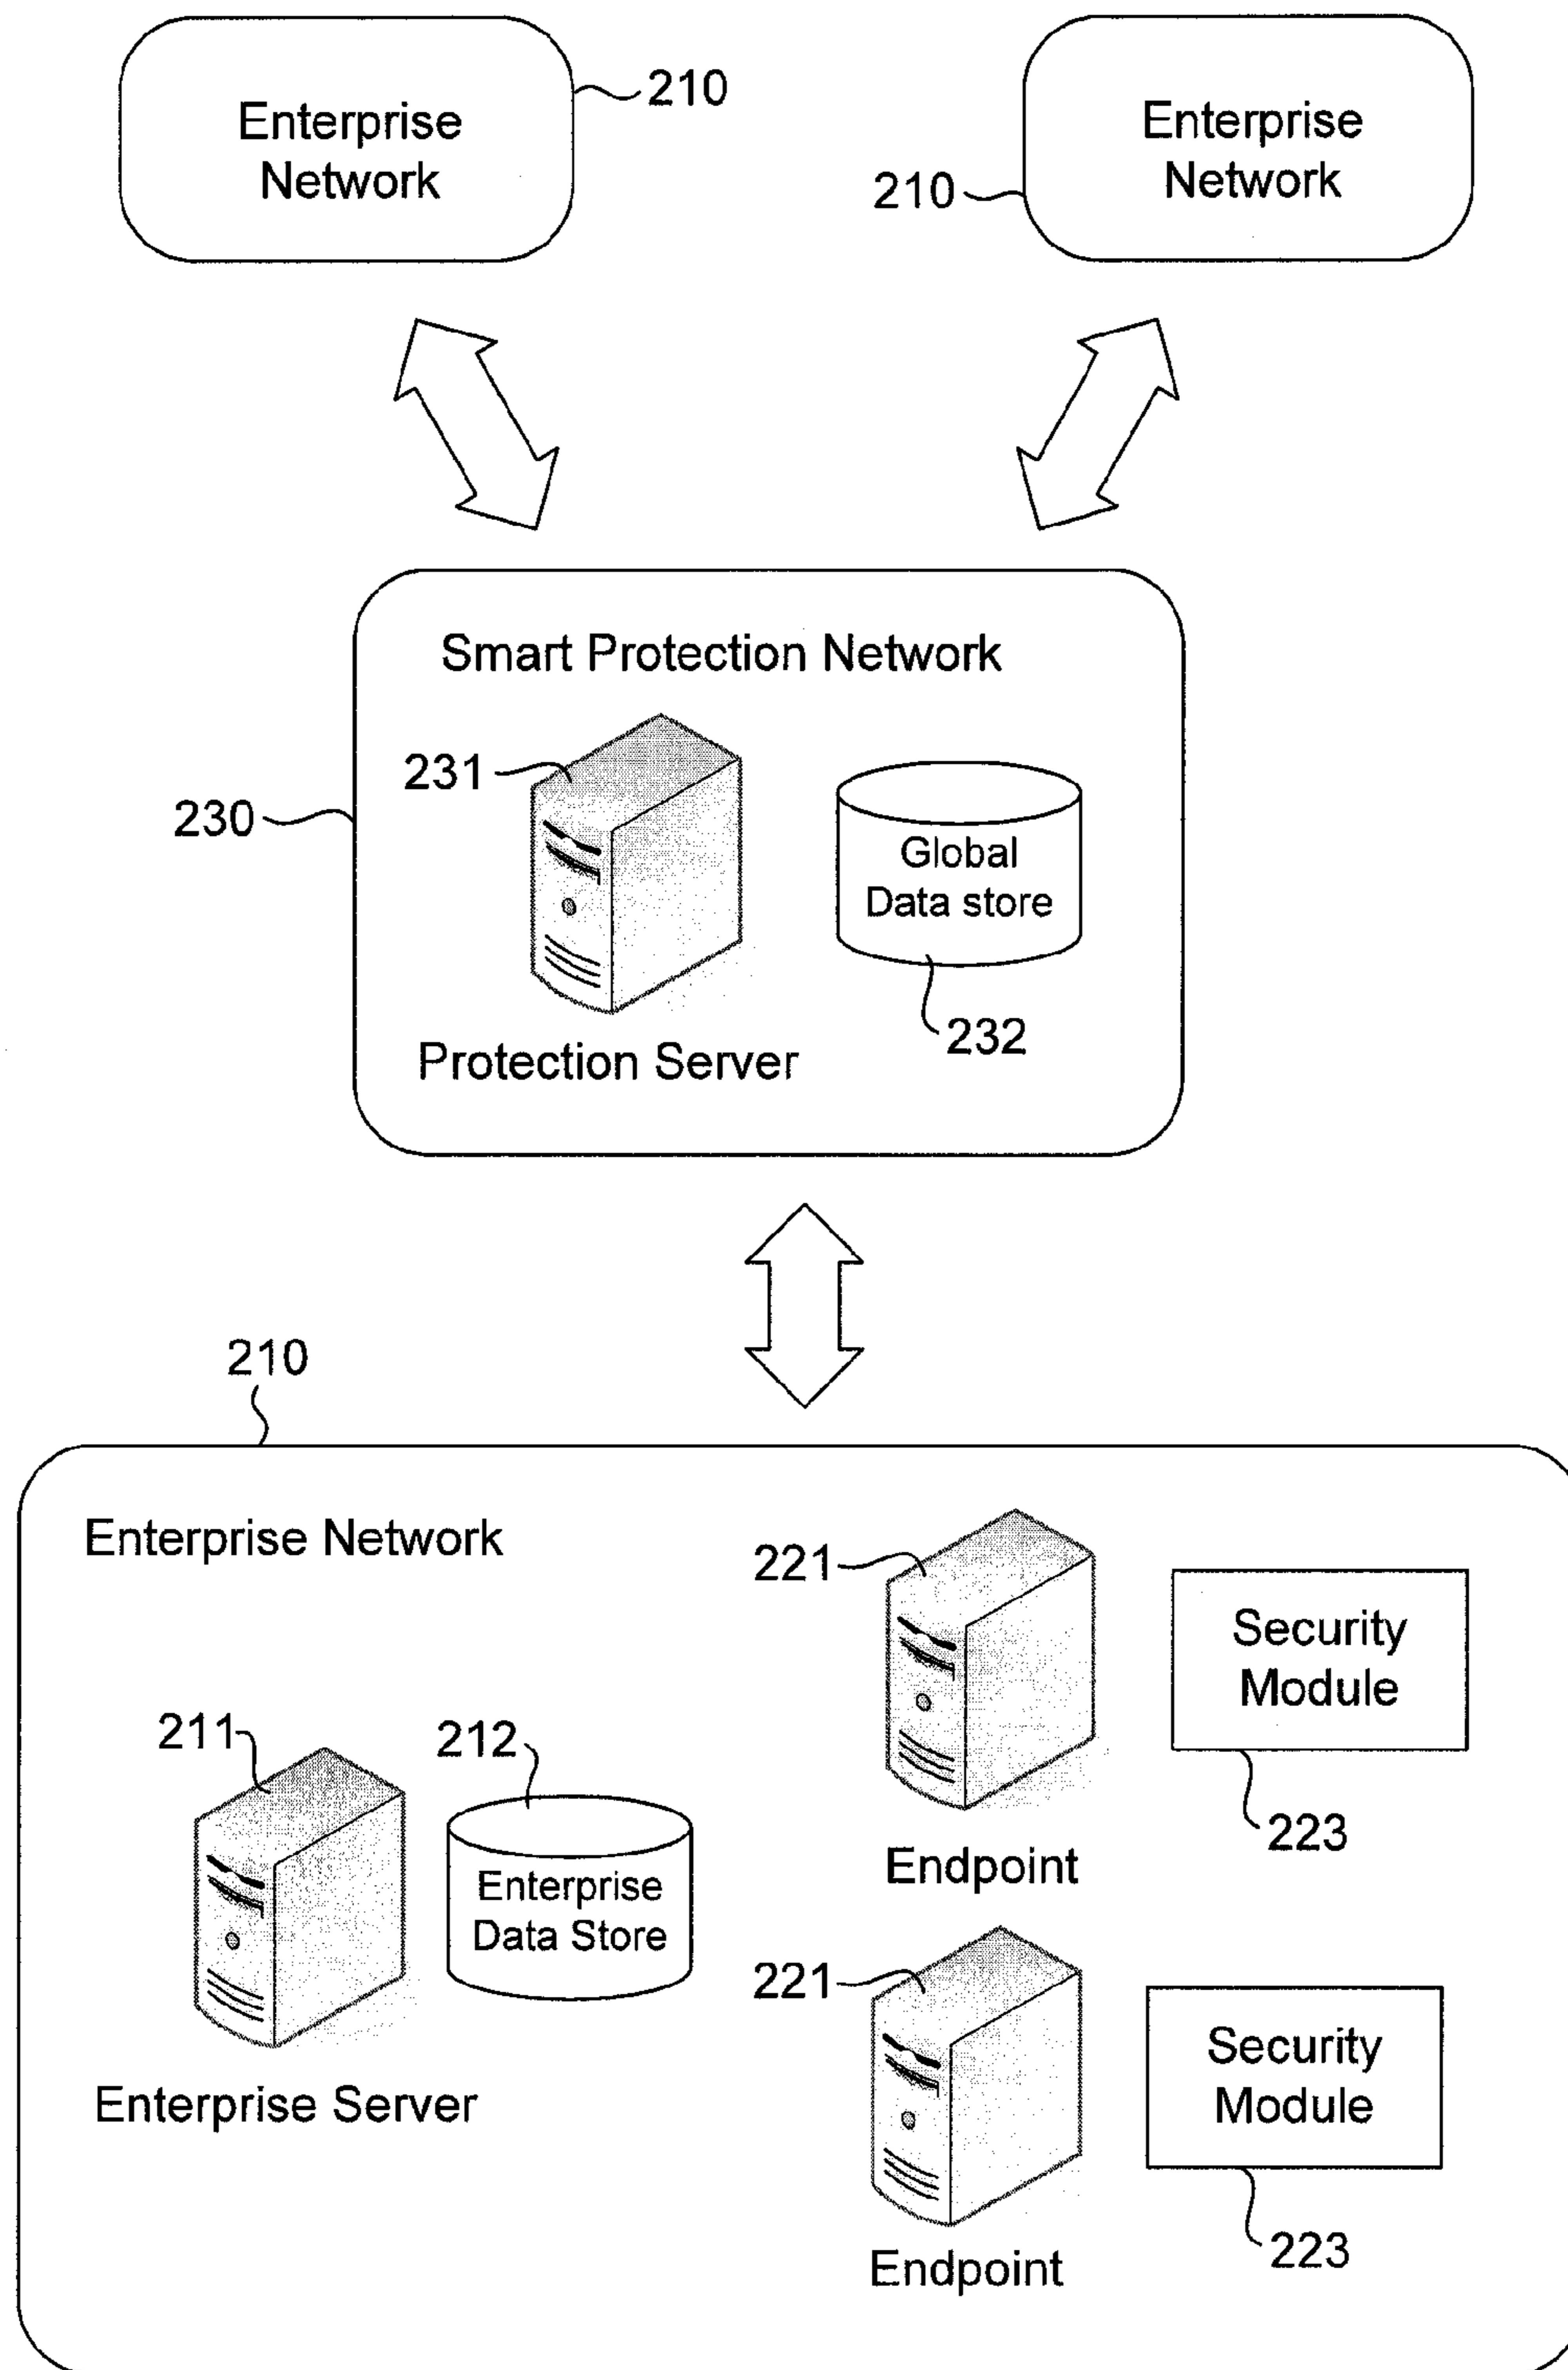 Enterprise
Network
210
Enterprise
Network
210
Smart Protection Network
231
230
Global
Data store
232
Protection Server
210
Enterprise Network
221
Security
Module
223
Endpoint
211
212
Enterprise
Data Store
Enterprise Server
221
Security
Module
223
Endpoint